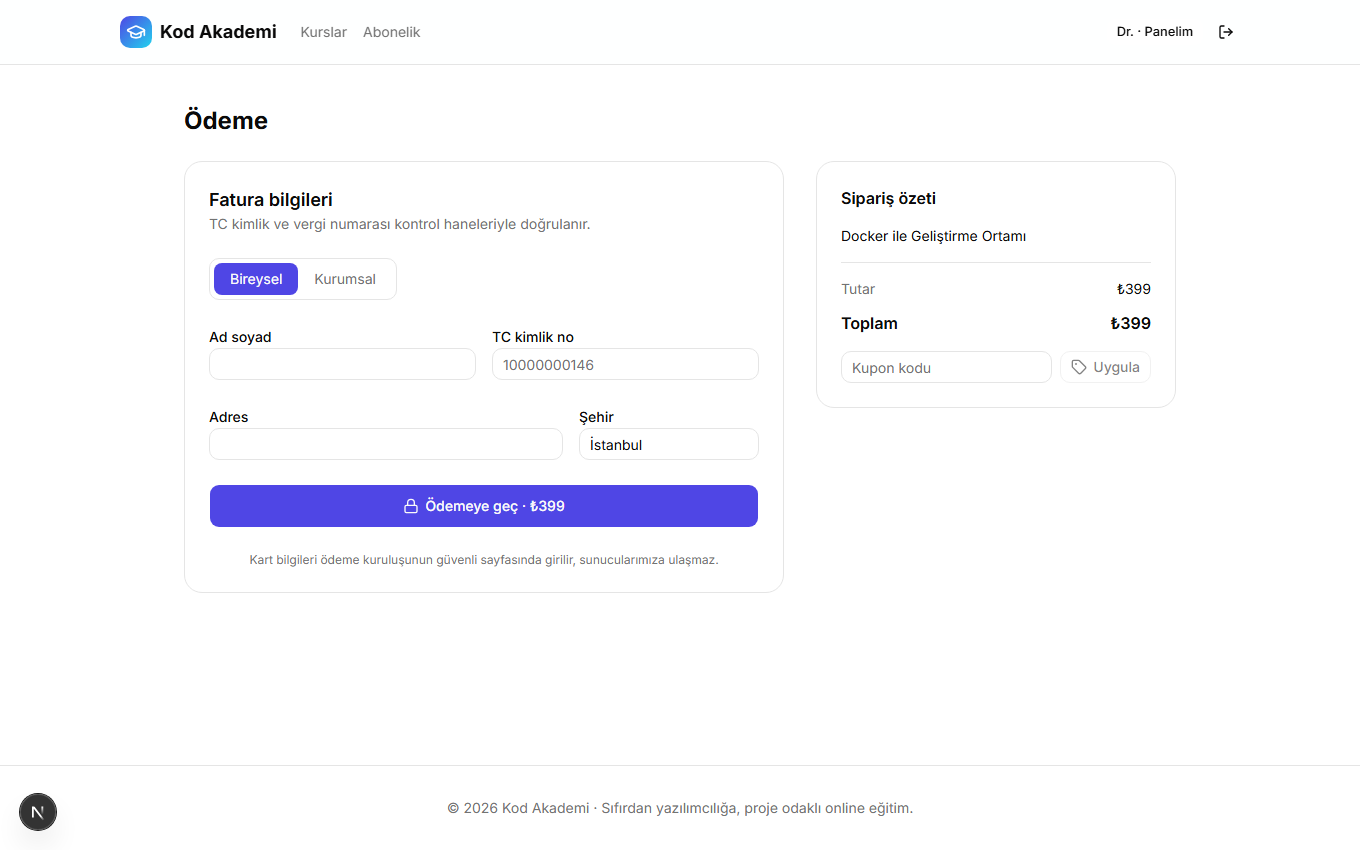 Kod Akademi
Kurslar
Abonelik
Dr. · Panelim
Ödeme
Fatura bilgileri
TC kimlik ve vergi numarası kontrol haneleriyle doğrulanır.
Bireysel
Kurumsal
Ad soyad
TC kimlik no
10000000146
Adres
Şehir
İstanbul
Ödemeye geç · ₺399
Kart bilgileri ödeme kuruluşunun güvenli sayfasında girilir, sunucularımıza ulaşmaz.
Sipariş özeti
Docker ile Geliştirme Ortamı
Tutar ₺399
Toplam ₺399
Kupon kodu
Uygula
© 2026 Kod Akademi · Sıfırdan yazılımcılığa, proje odaklı online eğitim.
N